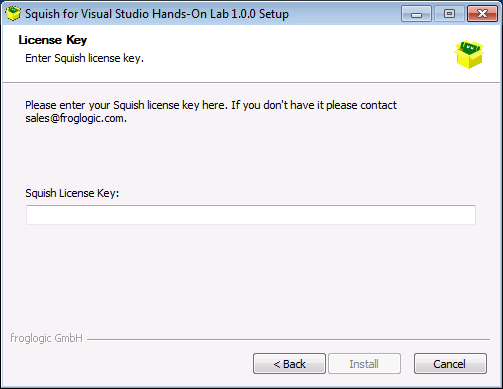 Squish for Visual Studio Hands-On Lab 1.0.0 Setup
License Key
Enter Squish license key.
Please enter your Squish license key here. If you don't have it please contact
sales@froglogic.com.
Squish License Key:
froglogic GmbH
< Back
Install
Cancel